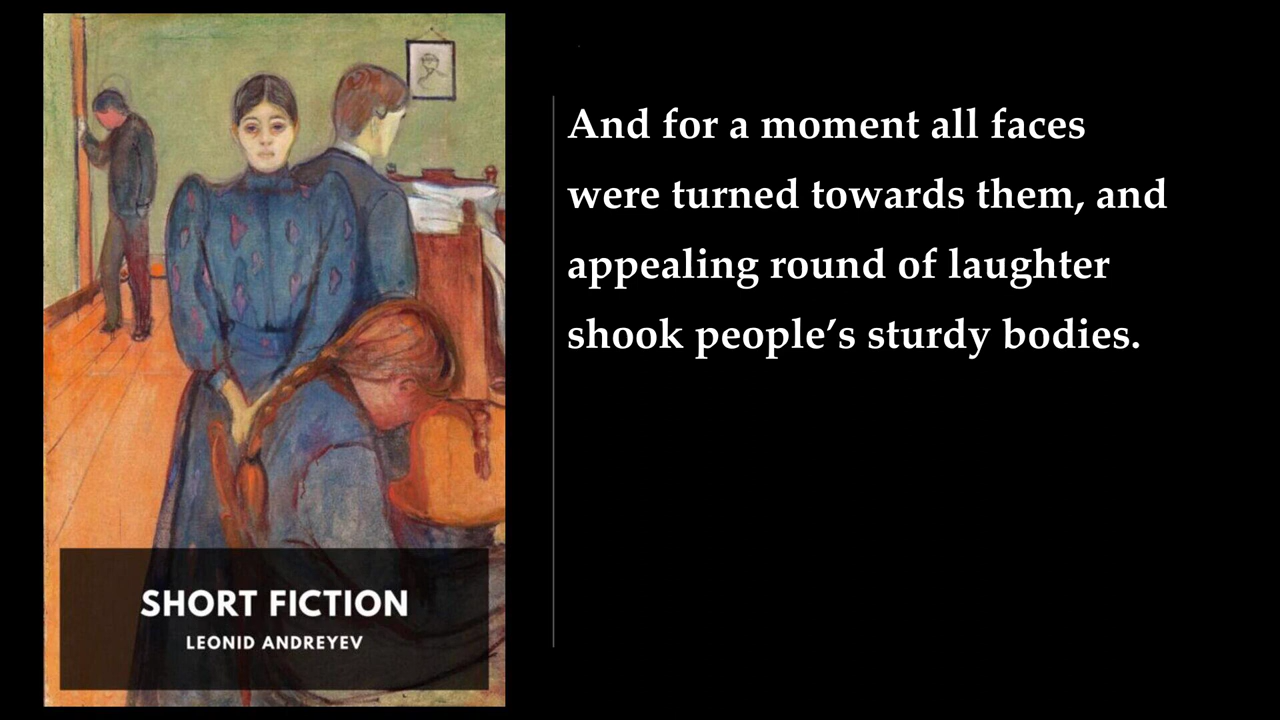 And for a moment all faces
were turned towards them, and
appealing round of laughter
shook people’s sturdy bodies.
SHORT FICTION
LEONID ANDREYEV